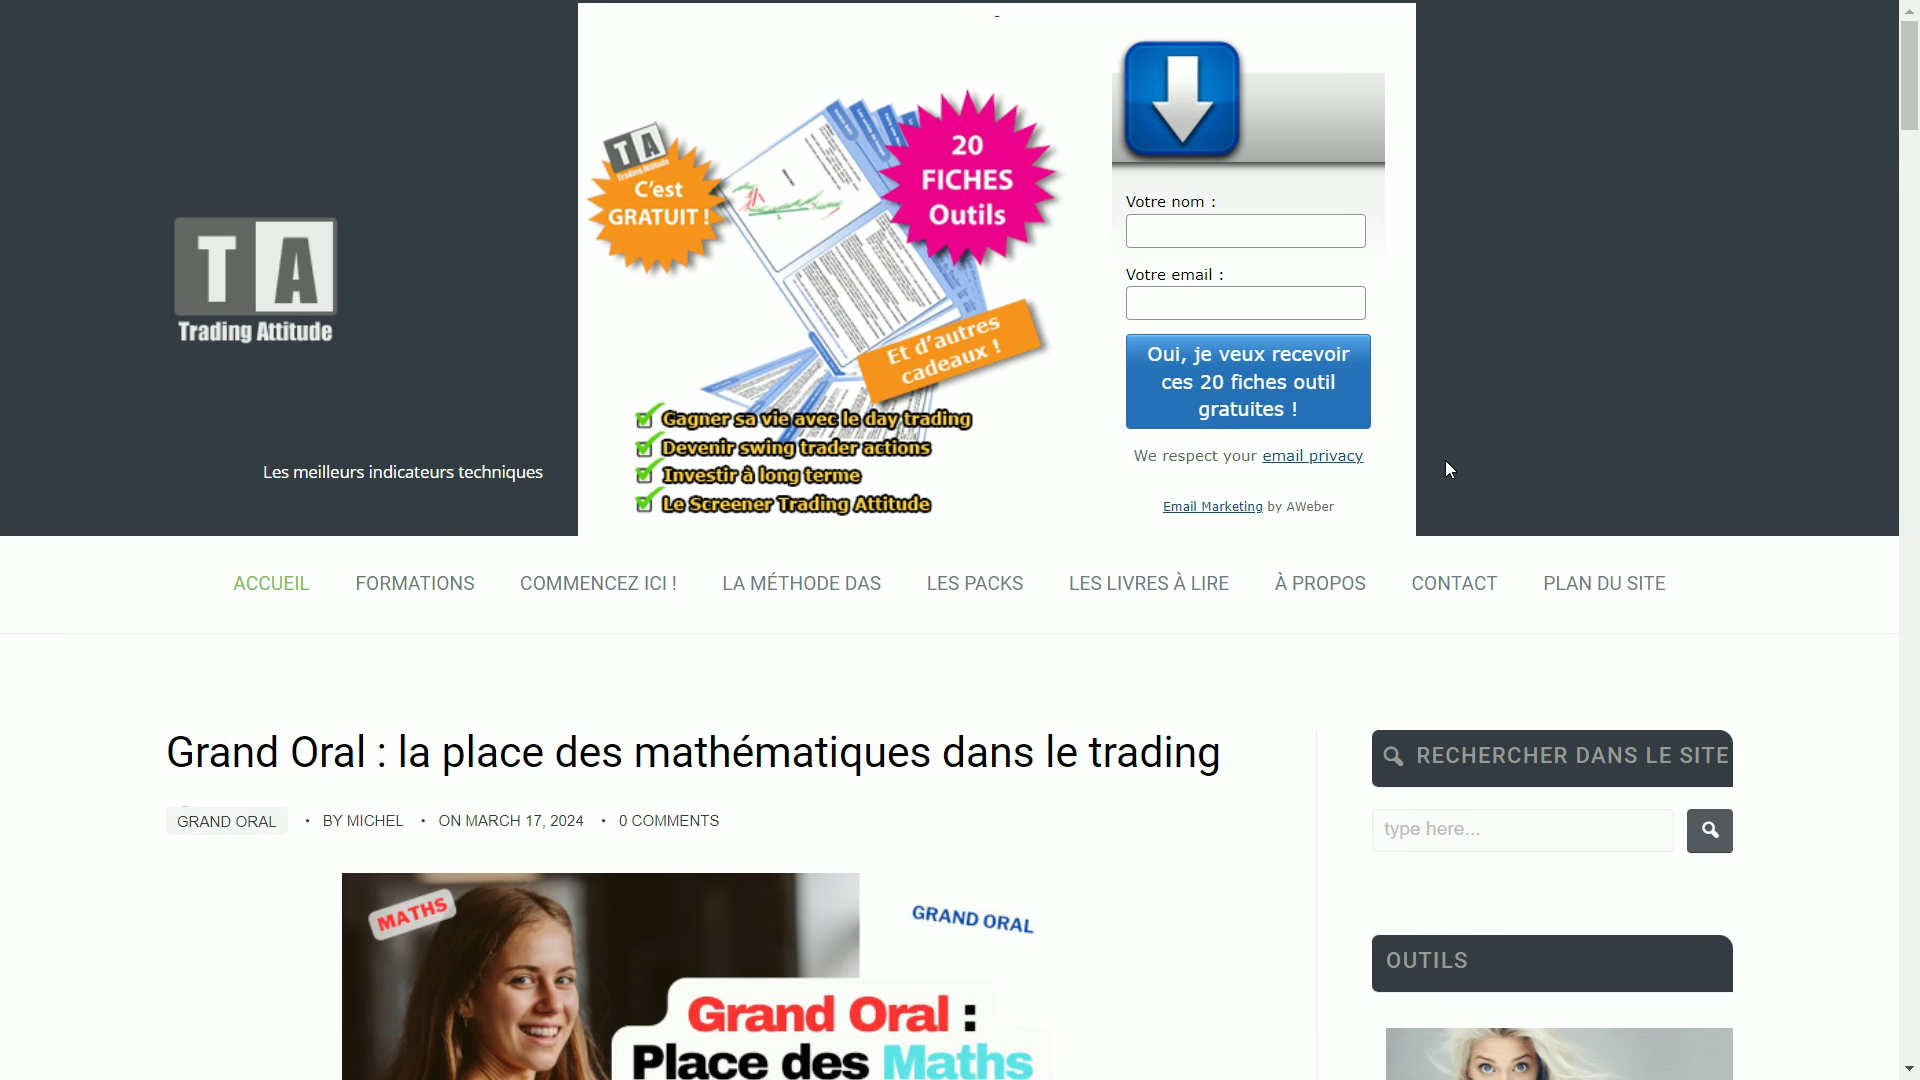 -
T A
Trading Attitude
C'est
GRATUIT !
20
FICHES
Outils
Et d'autres
cadeaux !
Gagner sa vie avec le day trading
Devenir swing trader actions
Investir à long terme
Le Screener Trading Attitude
Votre nom :
Votre email :
Oui, je veux recevoir
ces 20 fiches outil
gratuites !
We respect your email privacy
Email Marketing by AWeber
T A
Trading Attitude
Les meilleurs indicateurs techniques
ACCUEIL FORMATIONS COMMENCEZ ICI ! LA MÉTHODE DAS LES PACKS LES LIVRES À LIRE À PROPOS CONTACT PLAN DU SITE
Grand Oral : la place des mathématiques dans le trading
GRAND ORAL • BY MICHEL • ON MARCH 17, 2024 • 0 COMMENTS
MATHS
GRAND ORAL
Grand Oral :
Place des Maths
RECHERCHER DANS LE SITE
type here...
OUTILS